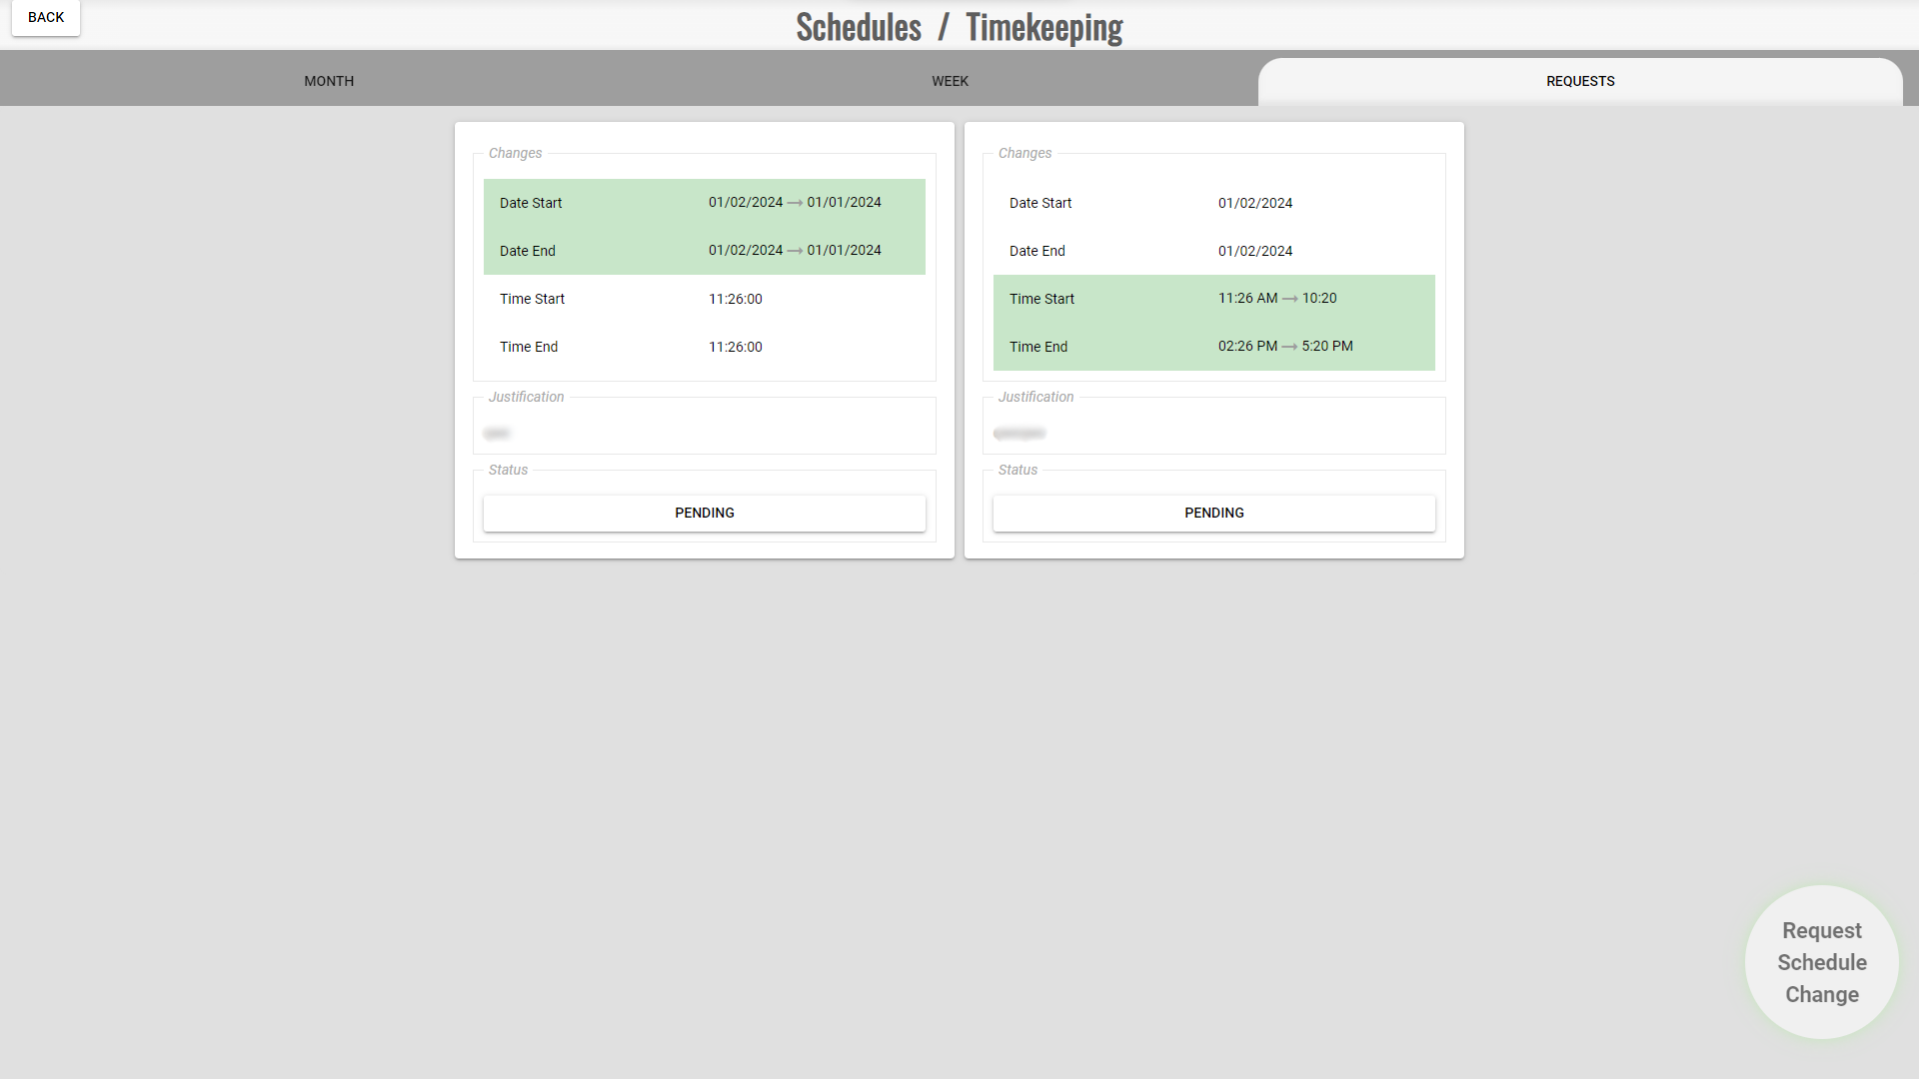 BACK
Schedules / Timekeeping
MONTH
WEEK
REQUESTS
Changes
Date Start 01/02/2024 → 01/01/2024
Date End 01/02/2024 → 01/01/2024
Time Start 11:26:00
Time End 11:26:00
Justification
Status
PENDING
Changes
Date Start 01/02/2024
Date End 01/02/2024
Time Start 11:26 AM → 10:20
Time End 02:26 PM → 5:20 PM
Justification
Status
PENDING
Request
Schedule
Change